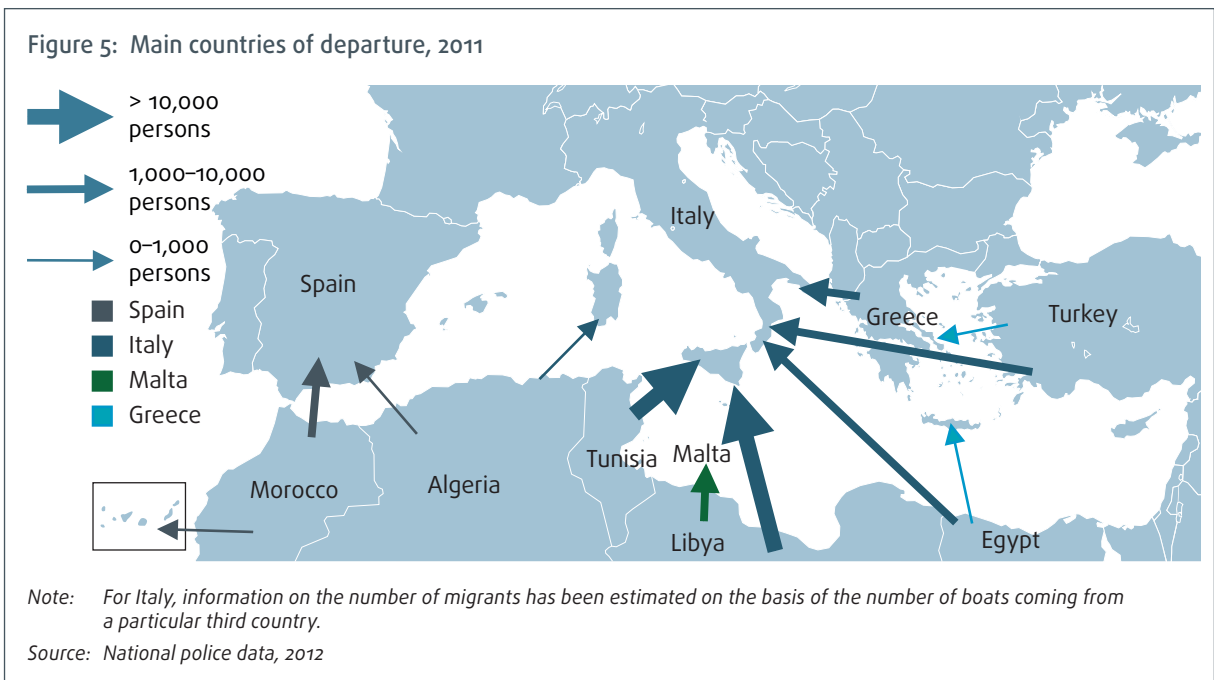 Figure 5: Main countries of departure, 2011
> 10,000
persons
1,000–10,000
persons
0–1,000
persons
Spain
Italy
Malta
Greece
Italy
Spain
Greece
Turkey
Tunisia
Malta
Morocco
Algeria
Libya
Egypt
Note: For Italy, information on the number of migrants has been estimated on the basis of the number of boats coming from
a particular third country.
Source: National police data, 2012